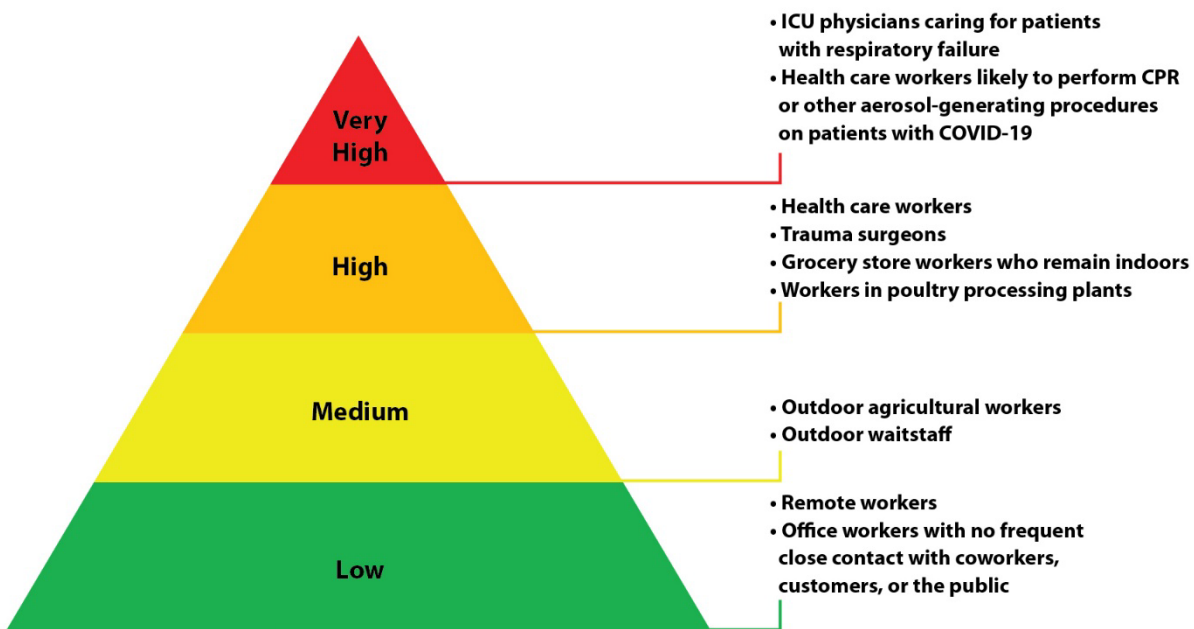 Very
High
• ICU physicians caring for patients
with respiratory failure
• Health care workers likely to perform CPR
or other aerosol-generating procedures
on patients with COVID-19
High
• Health care workers
• Trauma surgeons
• Grocery store workers who remain indoors
• Workers in poultry processing plants
Medium
• Outdoor agricultural workers
• Outdoor waitstaff
Low
• Remote workers
• Office workers with no frequent
close contact with coworkers,
customers, or the public